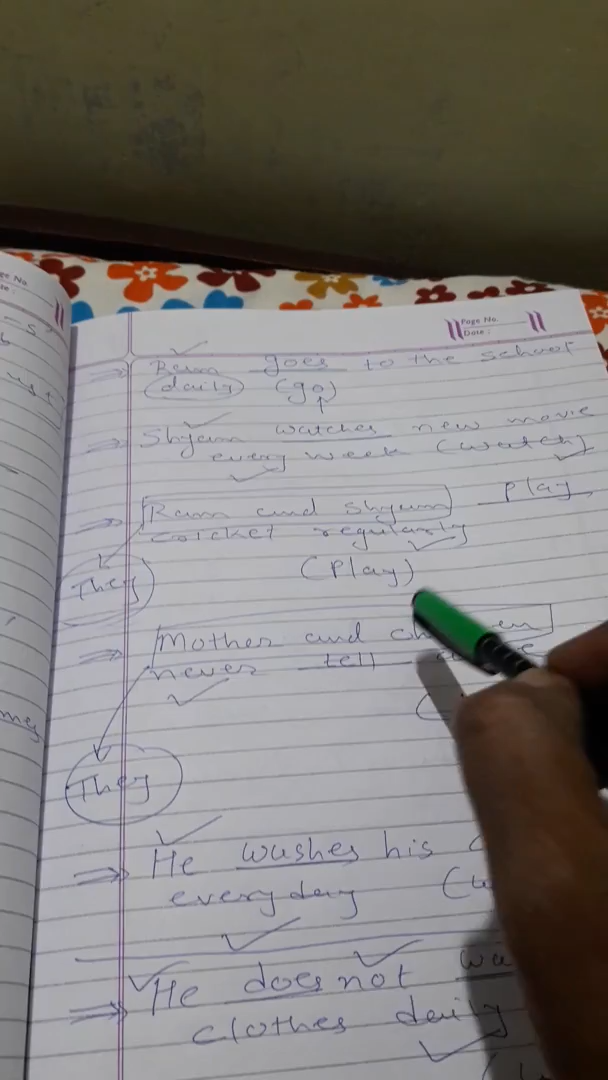 Page No.
Date:
Ram goes to the school
daily (go)
Shyam watches new movie
every week (watch)
Ram and Shyam play
cricket regularly
(Play)
They
Mother and
never tell
They
He washes his
everyday
He does not
clothes daily